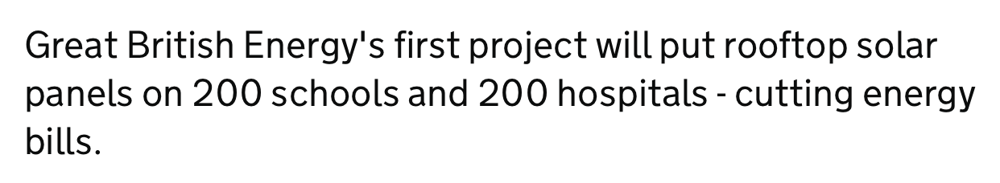 Great British Energy's first project will put rooftop solar
panels on 200 schools and 200 hospitals - cutting energy
bills.